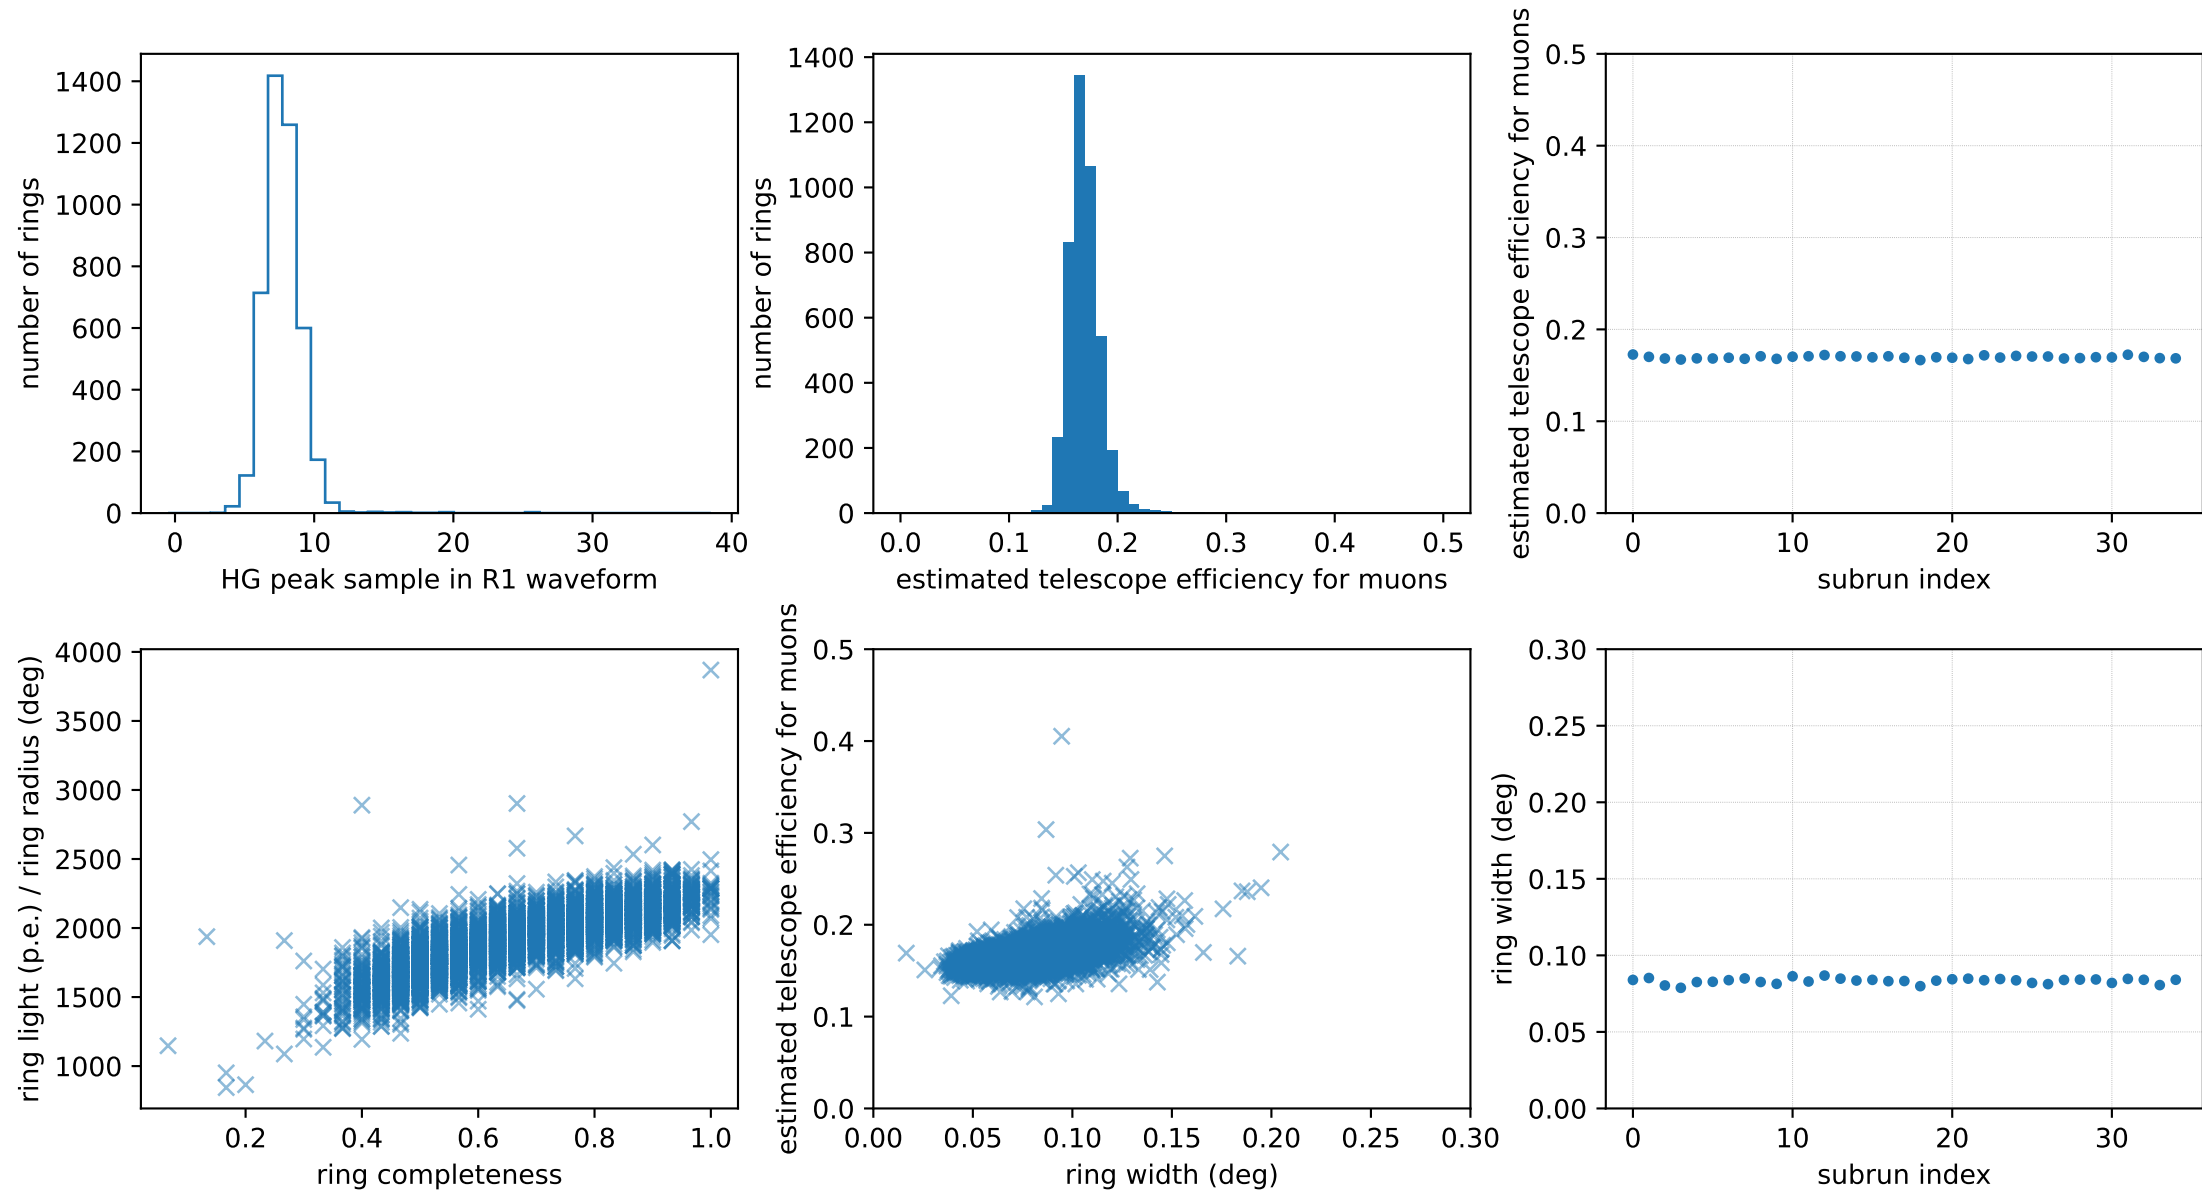 number of rings
1400
1200
1000
800
600
400
200
0
0 10 20 30 40
HG peak sample in R1 waveform
number of rings
1400
1200
1000
800
600
400
200
0
0.0 0.1 0.2 0.3 0.4 0.5
estimated telescope efficiency for muons
estimated telescope efficiency for muons
0.5
0.4
0.3
0.2
0.1
0.0
0 10 20 30
subrun index
ring light (p.e.) / ring radius (deg)
4000
3500
3000
2500
2000
1500
1000
0.2 0.4 0.6 0.8 1.0
ring completeness
estimated telescope efficiency for muons
0.5
0.4
0.3
0.2
0.1
0.0
0.00 0.05 0.10 0.15 0.20 0.25 0.30
ring width (deg)
ring width (deg)
0.30
0.25
0.20
0.15
0.10
0.05
0.00
0 10 20 30
subrun index